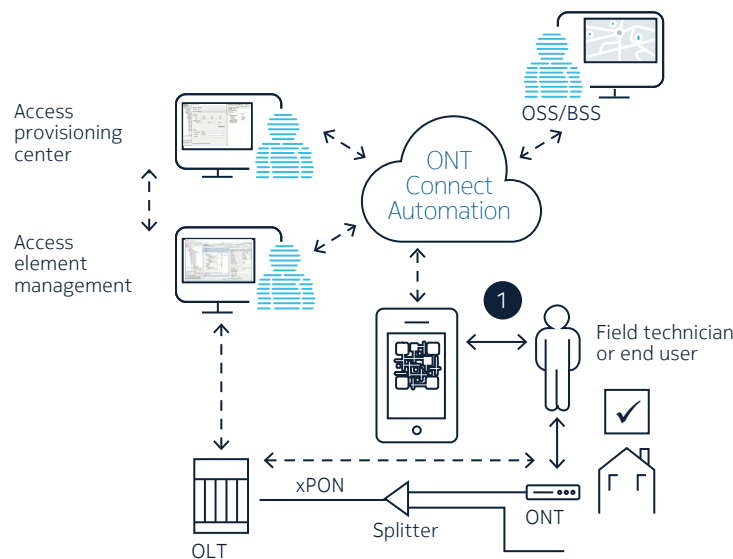 OSS/BSS
Access
provisioning
center
ONT
Connect
Automation
Access
element
management
1
Field technician
or end user
xPON
Splitter
ONT
OLT